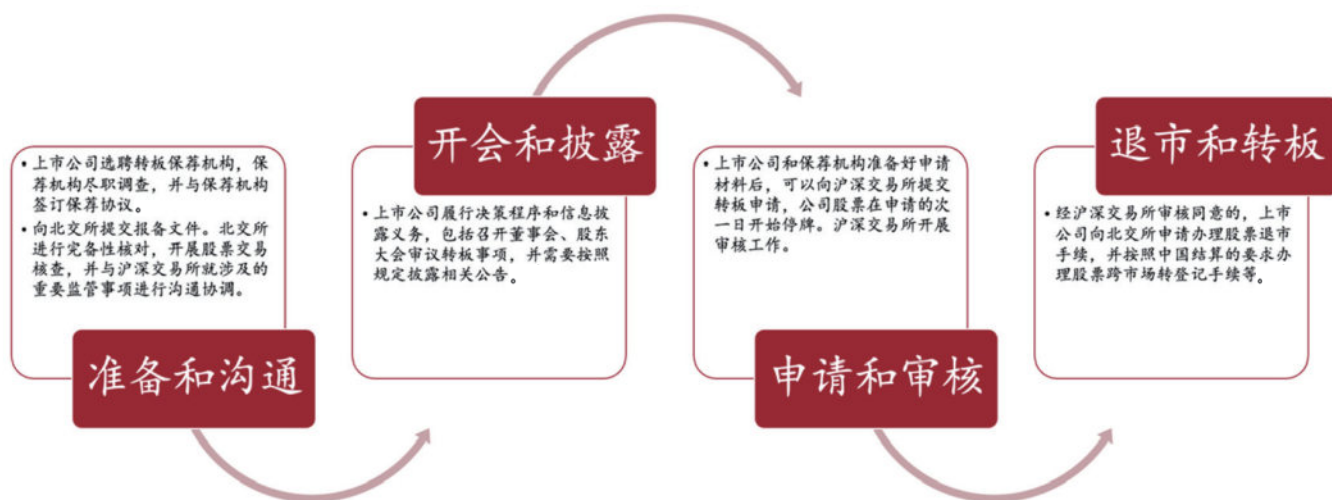 • 上市公司选聘转板保荐机构，保
荐机构尽职调查，并与保荐机构
签订保荐协议。
• 向北交所提交报备文件。北交所
进行完备性核对，开展股票交易
核查，并与沪深交易所就涉及的
重要监管事项进行沟通协调。
准备和沟通
开会和披露
• 上市公司履行决策程序和信息披
露义务，包括召开董事会、股东
大会审议转板事项，并需要按照
规定披露相关公告。
• 上市公司和保荐机构准备好申请
材料后，可以向沪深交易所提交
转板申请，公司股票在申请的次
一日开始停牌。沪深交易所开展
审核工作。
申请和审核
退市和转板
• 经沪深交易所审核同意的，上市
公司向北交所申请办理股票退市
手续，并按照中国结算的要求办
理股票跨市场转登记手续等。